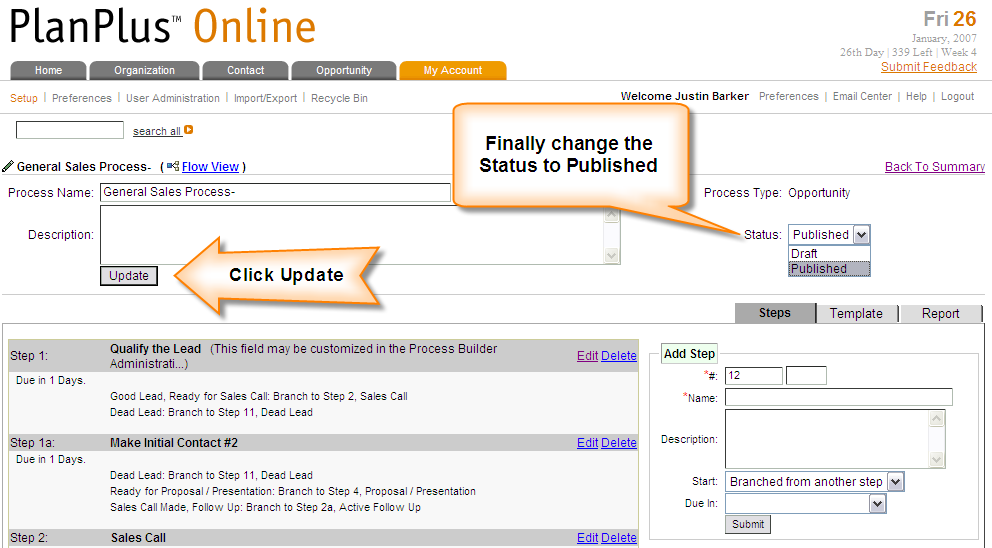 PlanPlus™ Online
Fri 26
January, 2007
26th Day | 339 Left | Week 4
Submit Feedback
Home Organization Contact Opportunity My Account
Setup | Preferences | User Administration | Import/Export | Recycle Bin
Welcome Justin Barker Preferences | Email Center | Help | Logout
search all
Finally change the
Status to Published
General Sales Process- ( Flow View )
Back To Summary
Process Name: General Sales Process-
Process Type: Opportunity
Description:
Status: Published
Draft
Published
Update
Click Update
Steps Template Report
Step 1: Qualify the Lead (This field may be customized in the Process Builder
Administrati...)
Edit Delete
Due in 1 Days.
Good Lead, Ready for Sales Call: Branch to Step 2, Sales Call
Dead Lead: Branch to Step 11, Dead Lead
Step 1a: Make Initial Contact #2 Edit Delete
Due in 1 Days.
Dead Lead: Branch to Step 11, Dead Lead
Ready for Proposal / Presentation: Branch to Step 4, Proposal / Presentation
Sales Call Made, Follow Up: Branch to Step 2a, Active Follow Up
Step 2: Sales Call Edit Delete
Add Step
*#: 12
*Name:
Description:
Start: Branched from another step
Due In:
Submit